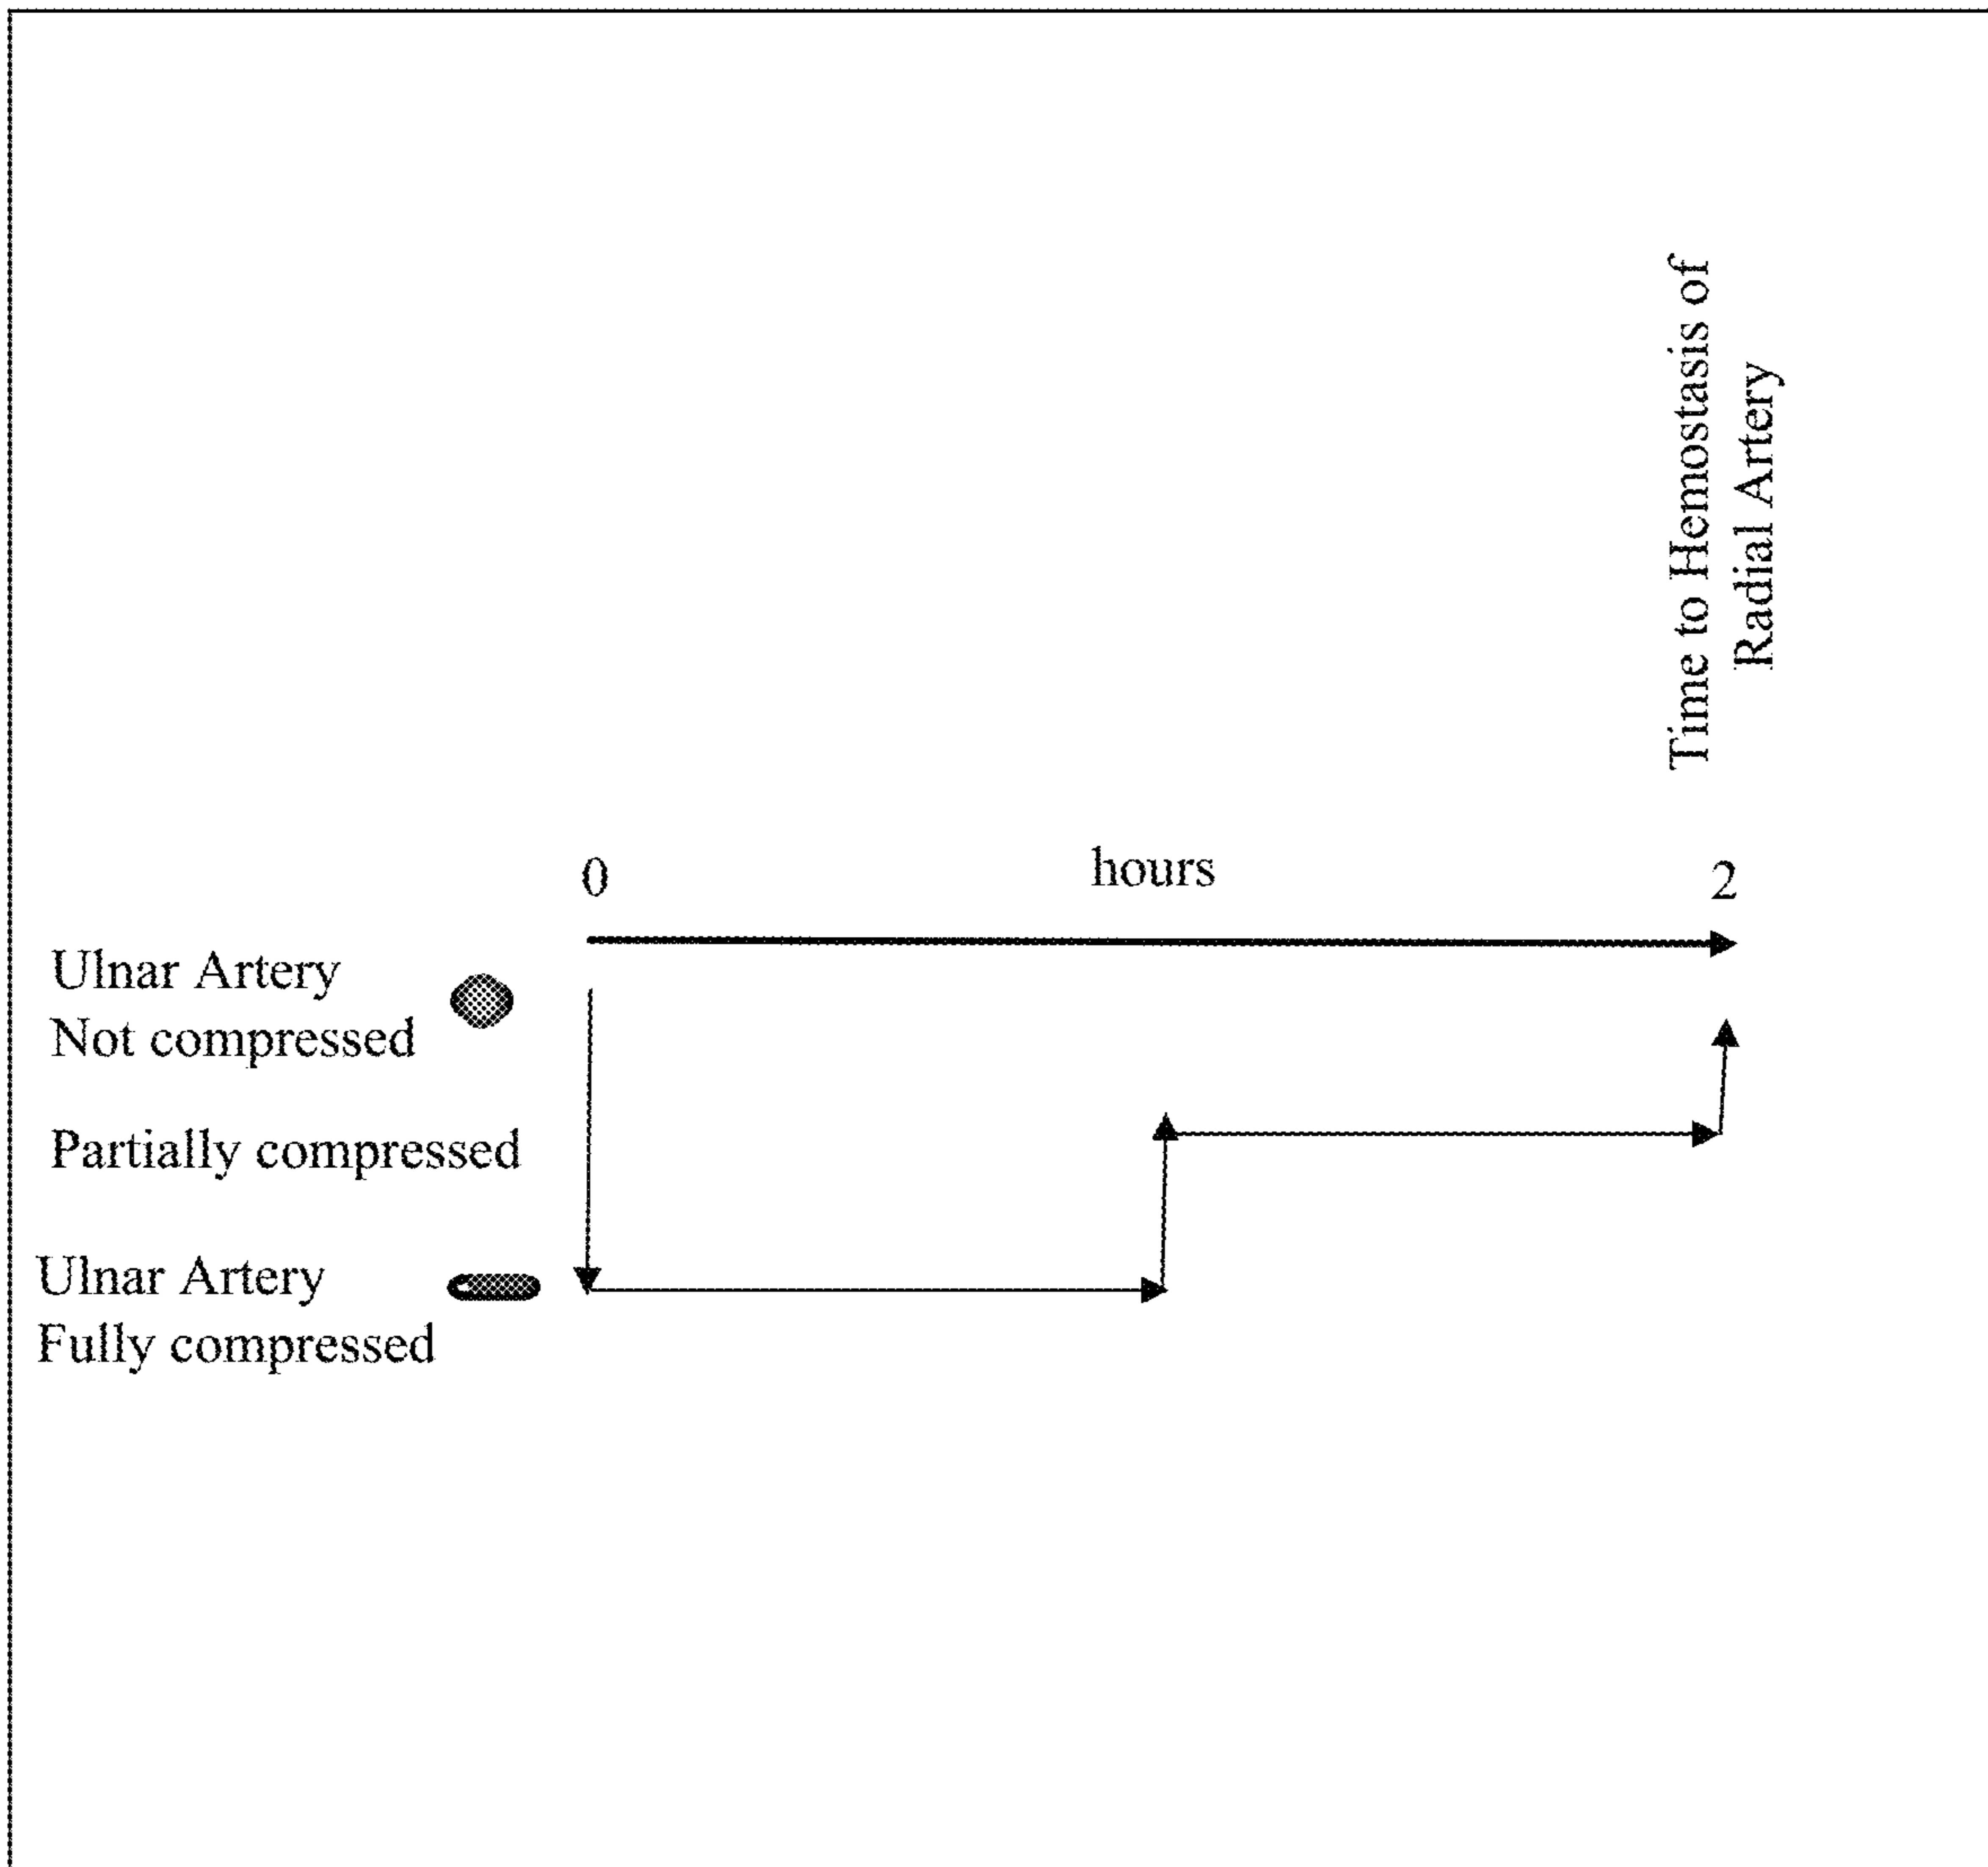 Time to Hemostasis of
Radial Artery
0 hours 2
Ulnar Artery
Not compressed
Partially compressed
Ulnar Artery
Fully compressed